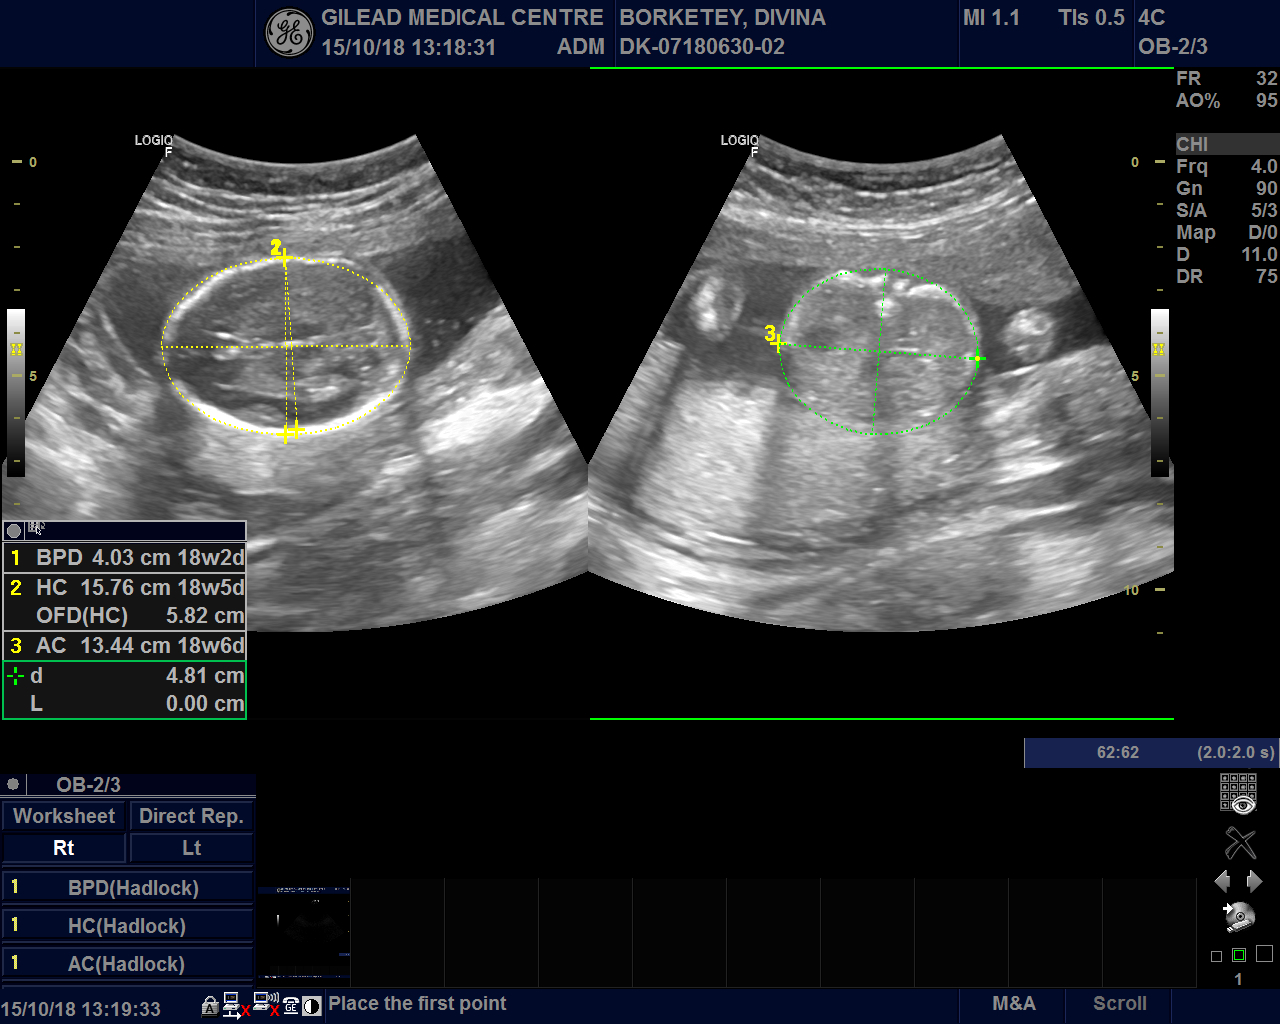 GILEAD MEDICAL CENTRE
15/10/18 13:18:31 ADM
BORKETEY, DIVINA
DK-07180630-02
MI 1.1 TIs 0.5
4C
OB-2/3
FR 32
AO% 95
CHI
Frq 4.0
Gn 90
S/A 5/3
Map D/0
D 11.0
DR 75
LOGIQ
F
0
5
2
LOGIQ
F
0
5
10
3
1 BPD 4.03 cm 18w2d
2 HC 15.76 cm 18w5d
OFD(HC) 5.82 cm
3 AC 13.44 cm 18w6d
d 4.81 cm
L 0.00 cm
62:62 (2.0:2.0 s)
OB-2/3
Worksheet Direct Rep.
Rt Lt
1 BPD(Hadlock)
1 HC(Hadlock)
1 AC(Hadlock)
1
15/10/18 13:19:33
A
GE
Place the first point
M&A
Scroll